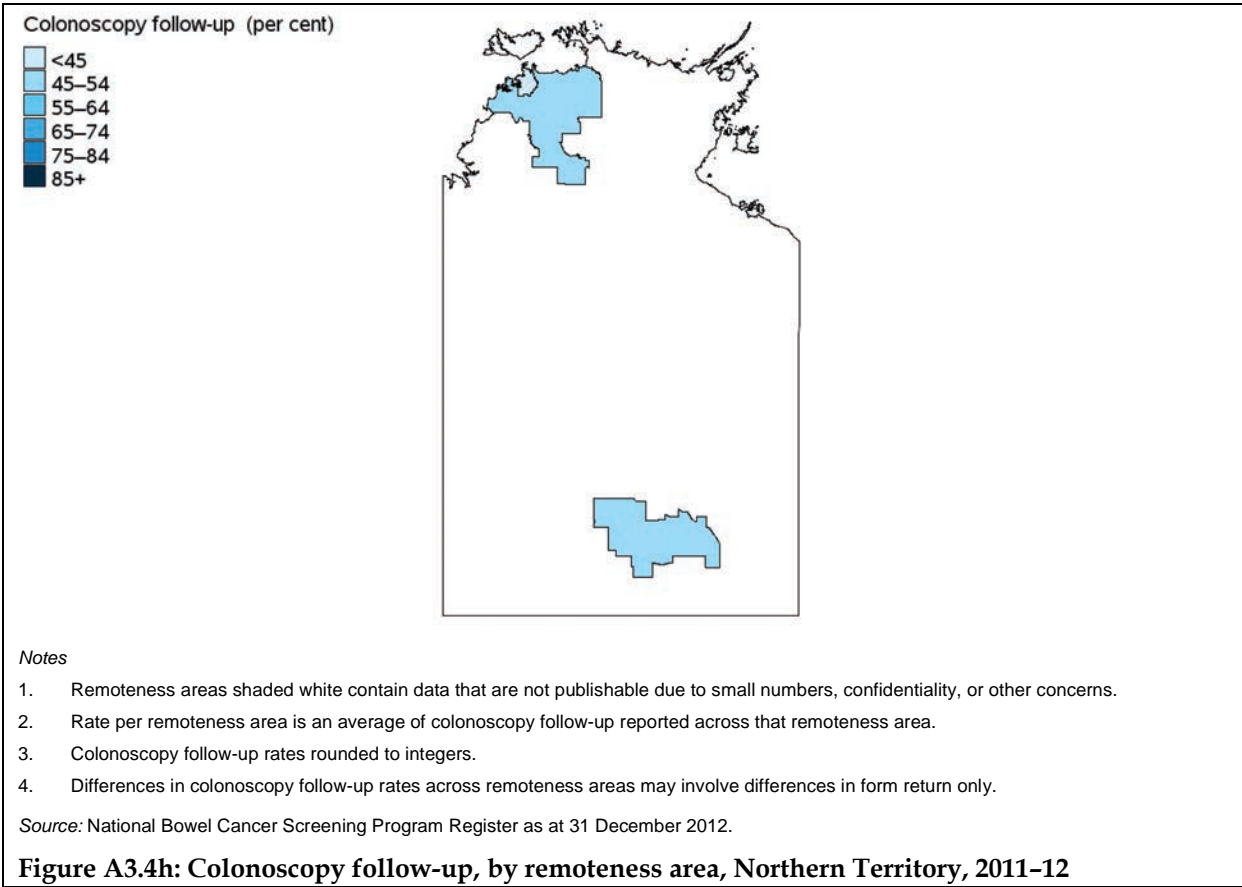 Colonoscopy follow-up (per cent)
<45
45–54
55–64
65–74
75–84
85+
Notes
1. Remoteness areas shaded white contain data that are not publishable due to small numbers, confidentiality, or other concerns.
2. Rate per remoteness area is an average of colonoscopy follow-up reported across that remoteness area.
3. Colonoscopy follow-up rates rounded to integers.
4. Differences in colonoscopy follow-up rates across remoteness areas may involve differences in form return only.
Source: National Bowel Cancer Screening Program Register as at 31 December 2012.
Figure A3.4h: Colonoscopy follow-up, by remoteness area, Northern Territory, 2011–12